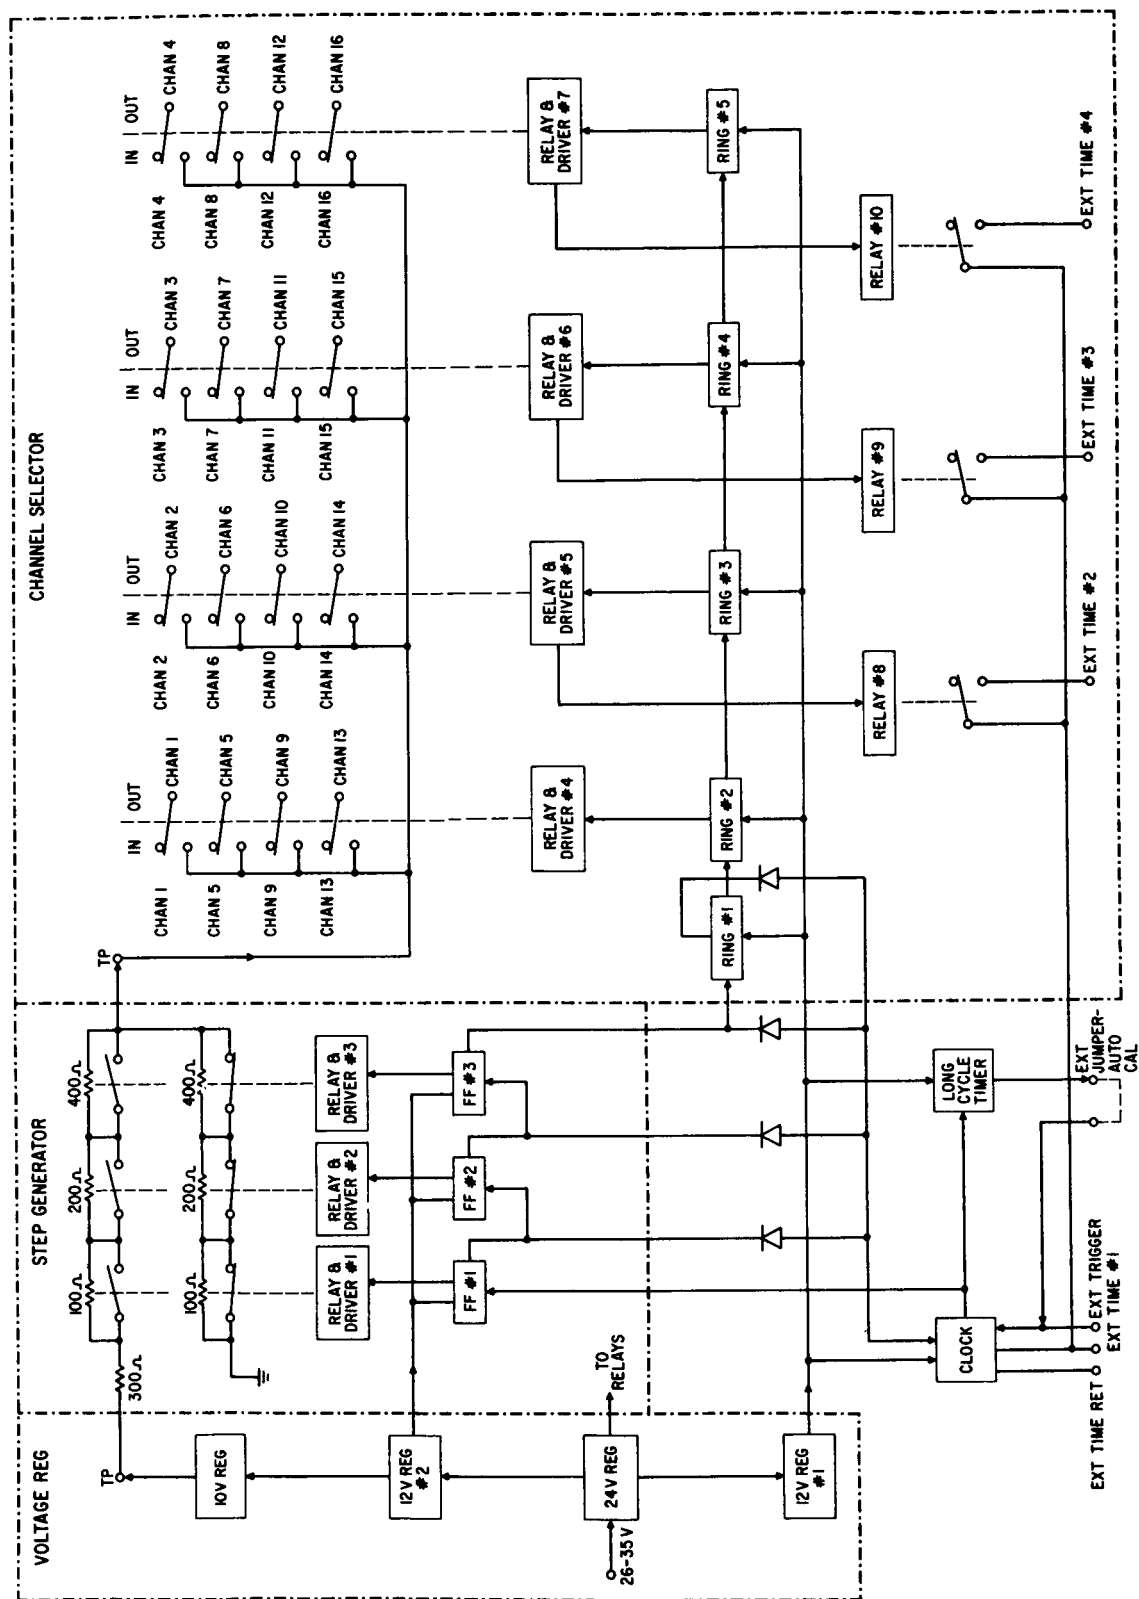 CHANNEL SELECTOR
STEP GENERATOR
VOLTAGE REG
IN OUT
CHAN 1 CHAN 1
CHAN 5 CHAN 5
CHAN 9 CHAN 9
CHAN 13 CHAN 13
IN OUT
CHAN 2 CHAN 2
CHAN 6 CHAN 6
CHAN 10 CHAN 10
CHAN 14 CHAN 14
IN OUT
CHAN 3 CHAN 3
CHAN 7 CHAN 7
CHAN 11 CHAN 11
CHAN 15 CHAN 15
IN OUT
CHAN 4 CHAN 4
CHAN 8 CHAN 8
CHAN 12 CHAN 12
CHAN 16 CHAN 16
TP
300Ω
100Ω
200Ω
400Ω
100Ω
200Ω
400Ω
TP
10V REG
12V REG
#2
24V REG
12V REG
#1
26-35V
TO
RELAYS
RELAY &
DRIVER #1
RELAY &
DRIVER #2
RELAY &
DRIVER #3
RELAY &
DRIVER #4
RELAY &
DRIVER #5
RELAY &
DRIVER #6
RELAY &
DRIVER #7
FF #1
FF #2
FF #3
RING #1
RING #2
RING #3
RING #4
RING #5
RELAY #8
RELAY #9
RELAY #10
CLOCK
LONG
CYCLE
TIMER
EXT TIME RET
EXT TIME #1
EXT TRIGGER
EXT
JUMPER-
AUTO
CAL
EXT TIME #2
EXT TIME #3
EXT TIME #4